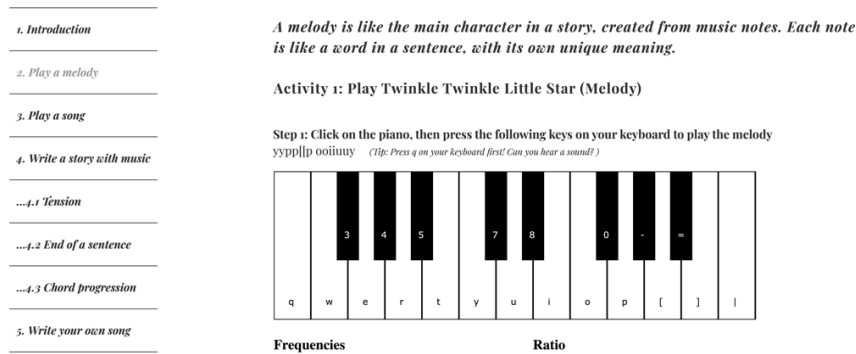 1. Introduction
2. Play a melody
3. Play a song
4. Write a story with music
...4.1 Tension
...4.2 End of a sentence
...4.3 Chord progression
5. Write your own song
A melody is like the main character in a story, created from music notes. Each note
is like a word in a sentence, with its own unique meaning.
Activity 1: Play Twinkle Twinkle Little Star (Melody)
Step 1: Click on the piano, then press the following keys on your keyboard to play the melody
yypp[[p ooiiuuy (Tip: Press q on your keyboard first! Can you hear a sound? )
3 4 5 7 8 0 - =
q w e r t y u i o p [ ] |
Frequencies Ratio